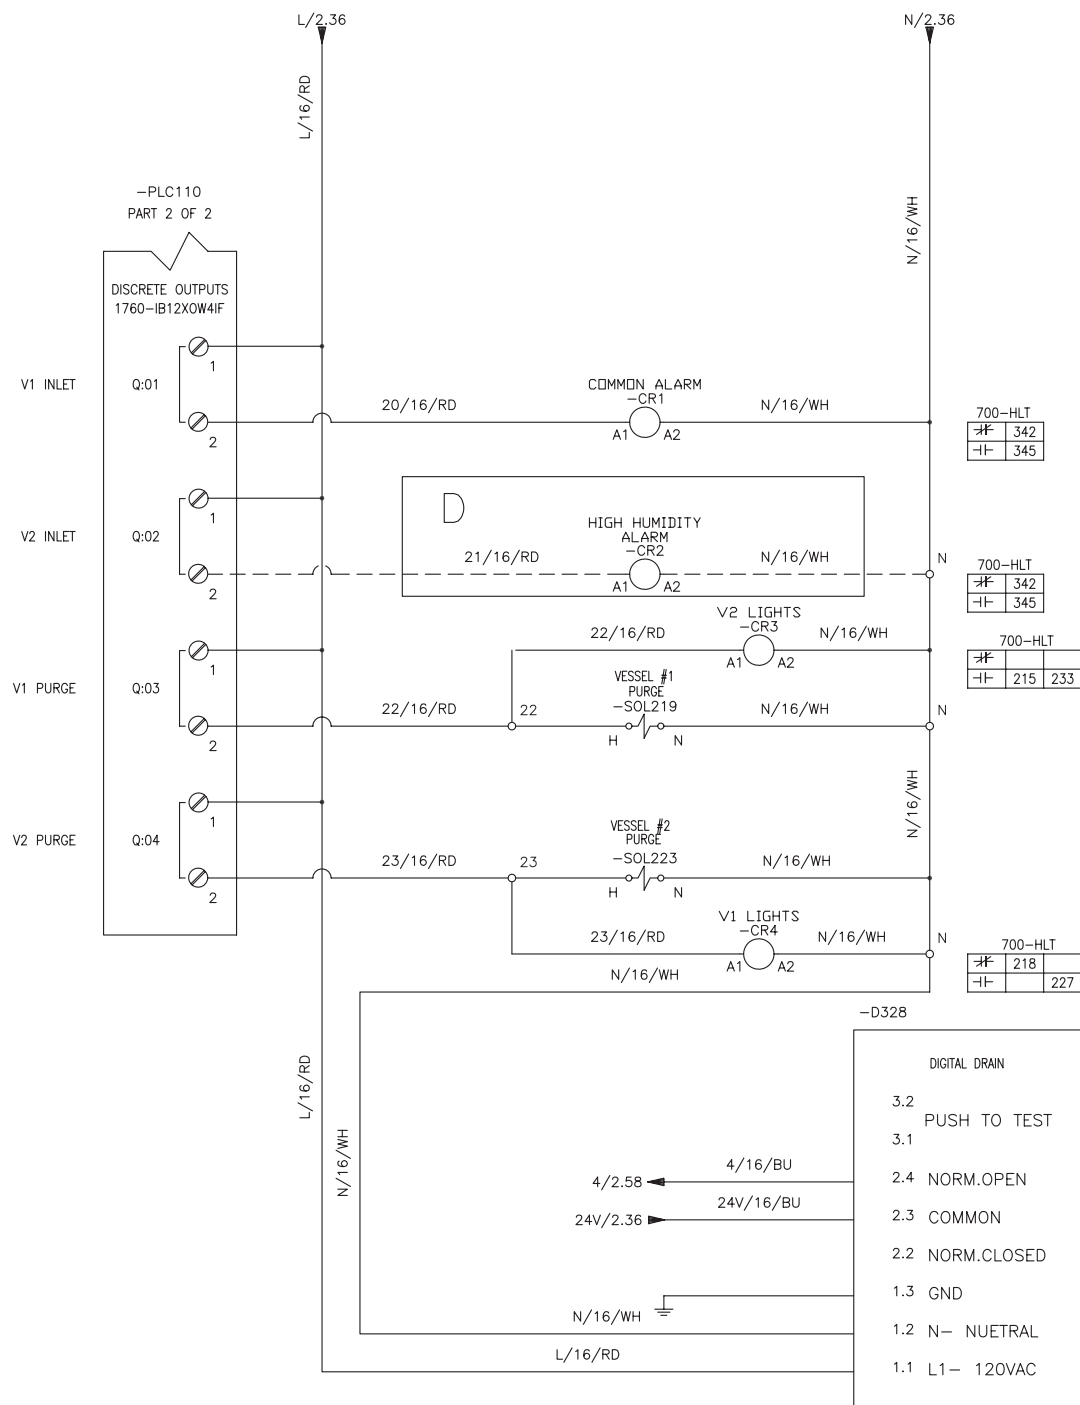 L/2.36
N/2.36
L/16/RD
N/16/WH
-PLC110
PART 2 OF 2
DISCRETE OUTPUTS
1760-IB12XOW4IF
1
V1 INLET
Q:01
COMMON ALARM
-CR1
20/16/RD
N/16/WH
A1
A2
2
700-HLT
342
345
1
D
V2 INLET
Q:02
HIGH HUMIDITY
ALARM
-CR2
21/16/RD
N/16/WH
N
A1
A2
2
700-HLT
342
345
V2 LIGHTS
-CR3
22/16/RD
N/16/WH
A1
A2
1
700-HLT
215
233
V1 PURGE
Q:03
VESSEL #1
PURGE
-SOL219
22/16/RD
22
N/16/WH
N
H
N
2
N/16/WH
1
V2 PURGE
Q:04
VESSEL #2
PURGE
-SOL223
23/16/RD
23
N/16/WH
H
N
2
V1 LIGHTS
-CR4
23/16/RD
N/16/WH
N
A1
A2
700-HLT
218
227
N/16/WH
-D328
DIGITAL DRAIN
L/16/RD
N/16/WH
3.2
PUSH TO TEST
3.1
4/16/BU
4/2.58
2.4 NORM.OPEN
24V/16/BU
24V/2.36
2.3 COMMON
2.2 NORM.CLOSED
1.3 GND
N/16/WH
1.2 N- NUETRAL
L/16/RD
1.1 L1- 120VAC